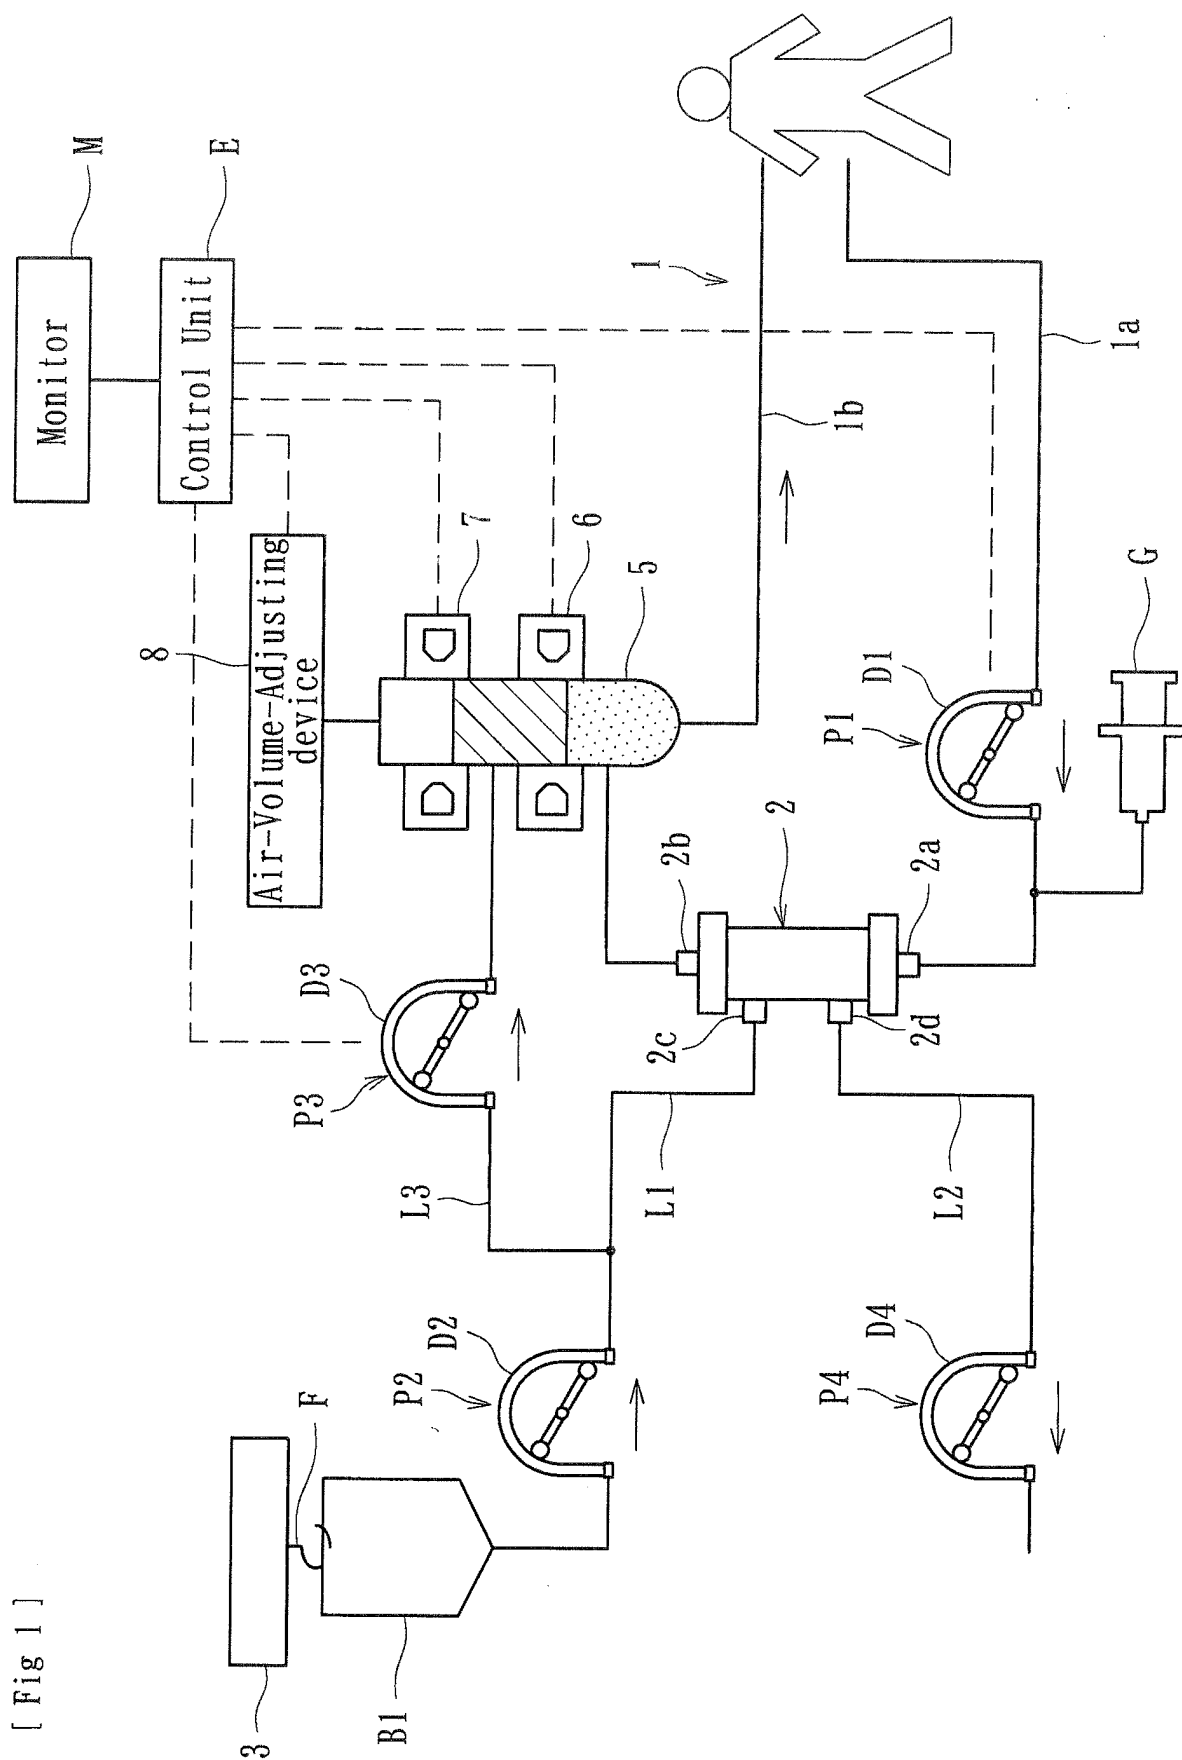 [Fig 1]
Monitor
M
Control Unit
E
Air-Volume-Adjusting
device
8
7
6
5
1
1b
1a
D3
P3
L3
3
F
B1
D2
P2
L1
2b
2c
2
2a
2d
L2
D1
P1
G
D4
P4